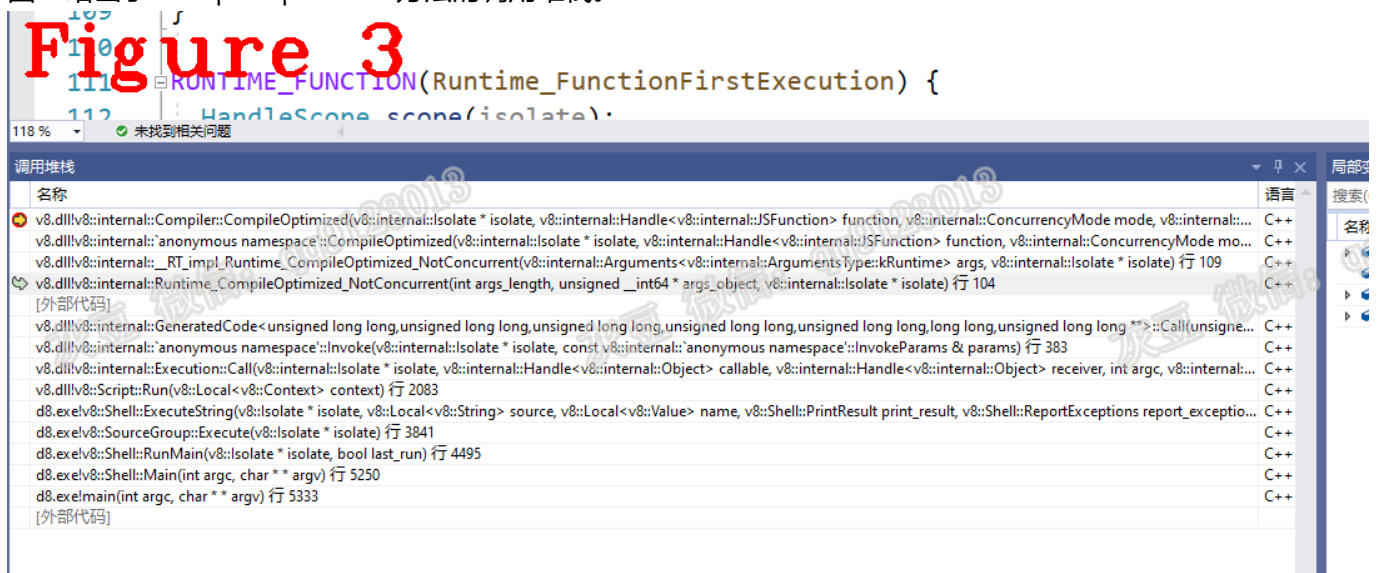 109 }
110
111 RUNTIME_FUNCTION(Runtime_FunctionFirstExecution) {
112 HandleScope scope(isolate);
Figure 3
118 % 未找到相关问题
调用堆栈
局部变
名称 语言
搜索(
v8.dll!v8::internal::Compiler::CompileOptimized(v8::internal::Isolate * isolate, v8::internal::Handle<v8::internal::JSFunction> function, v8::internal::ConcurrencyMode mode, v8::internal::... C++
名称
v8.dll!v8::internal::`anonymous namespace'::CompileOptimized(v8::internal::Isolate * isolate, v8::internal::Handle<v8::internal::JSFunction> function, v8::internal::ConcurrencyMode mo... C++
v8.dll!v8::internal::__RT_impl_Runtime_CompileOptimized_NotConcurrent(v8::internal::Arguments<v8::internal::ArgumentsType::kRuntime> args, v8::internal::Isolate * isolate) 行 109 C++
v8.dll!v8::internal::Runtime_CompileOptimized_NotConcurrent(int args_length, unsigned __int64 * args_object, v8::internal::Isolate * isolate) 行 104 C++
[外部代码]
v8.dll!v8::internal::GeneratedCode<unsigned long long,unsigned long long,unsigned long long,unsigned long long,unsigned long long,long long,unsigned long long **>::Call(unsigne... C++
v8.dll!v8::internal::`anonymous namespace'::Invoke(v8::internal::Isolate * isolate, const v8::internal::`anonymous namespace'::InvokeParams & params) 行 383 C++
v8.dll!v8::internal::Execution::Call(v8::internal::Isolate * isolate, v8::internal::Handle<v8::internal::Object> callable, v8::internal::Handle<v8::internal::Object> receiver, int argc, v8::internal:... C++
v8.dll!v8::Script::Run(v8::Local<v8::Context> context) 行 2083 C++
d8.exe!v8::Shell::ExecuteString(v8::Isolate * isolate, v8::Local<v8::String> source, v8::Local<v8::Value> name, v8::Shell::PrintResult print_result, v8::Shell::ReportExceptions report_exceptio... C++
d8.exe!v8::SourceGroup::Execute(v8::Isolate * isolate) 行 3841 C++
d8.exe!v8::Shell::RunMain(v8::Isolate * isolate, bool last_run) 行 4495 C++
d8.exe!v8::Shell::Main(int argc, char * * argv) 行 5250 C++
d8.exe!main(int argc, char * * argv) 行 5333 C++
[外部代码]
灰豆 微信: qq9123013